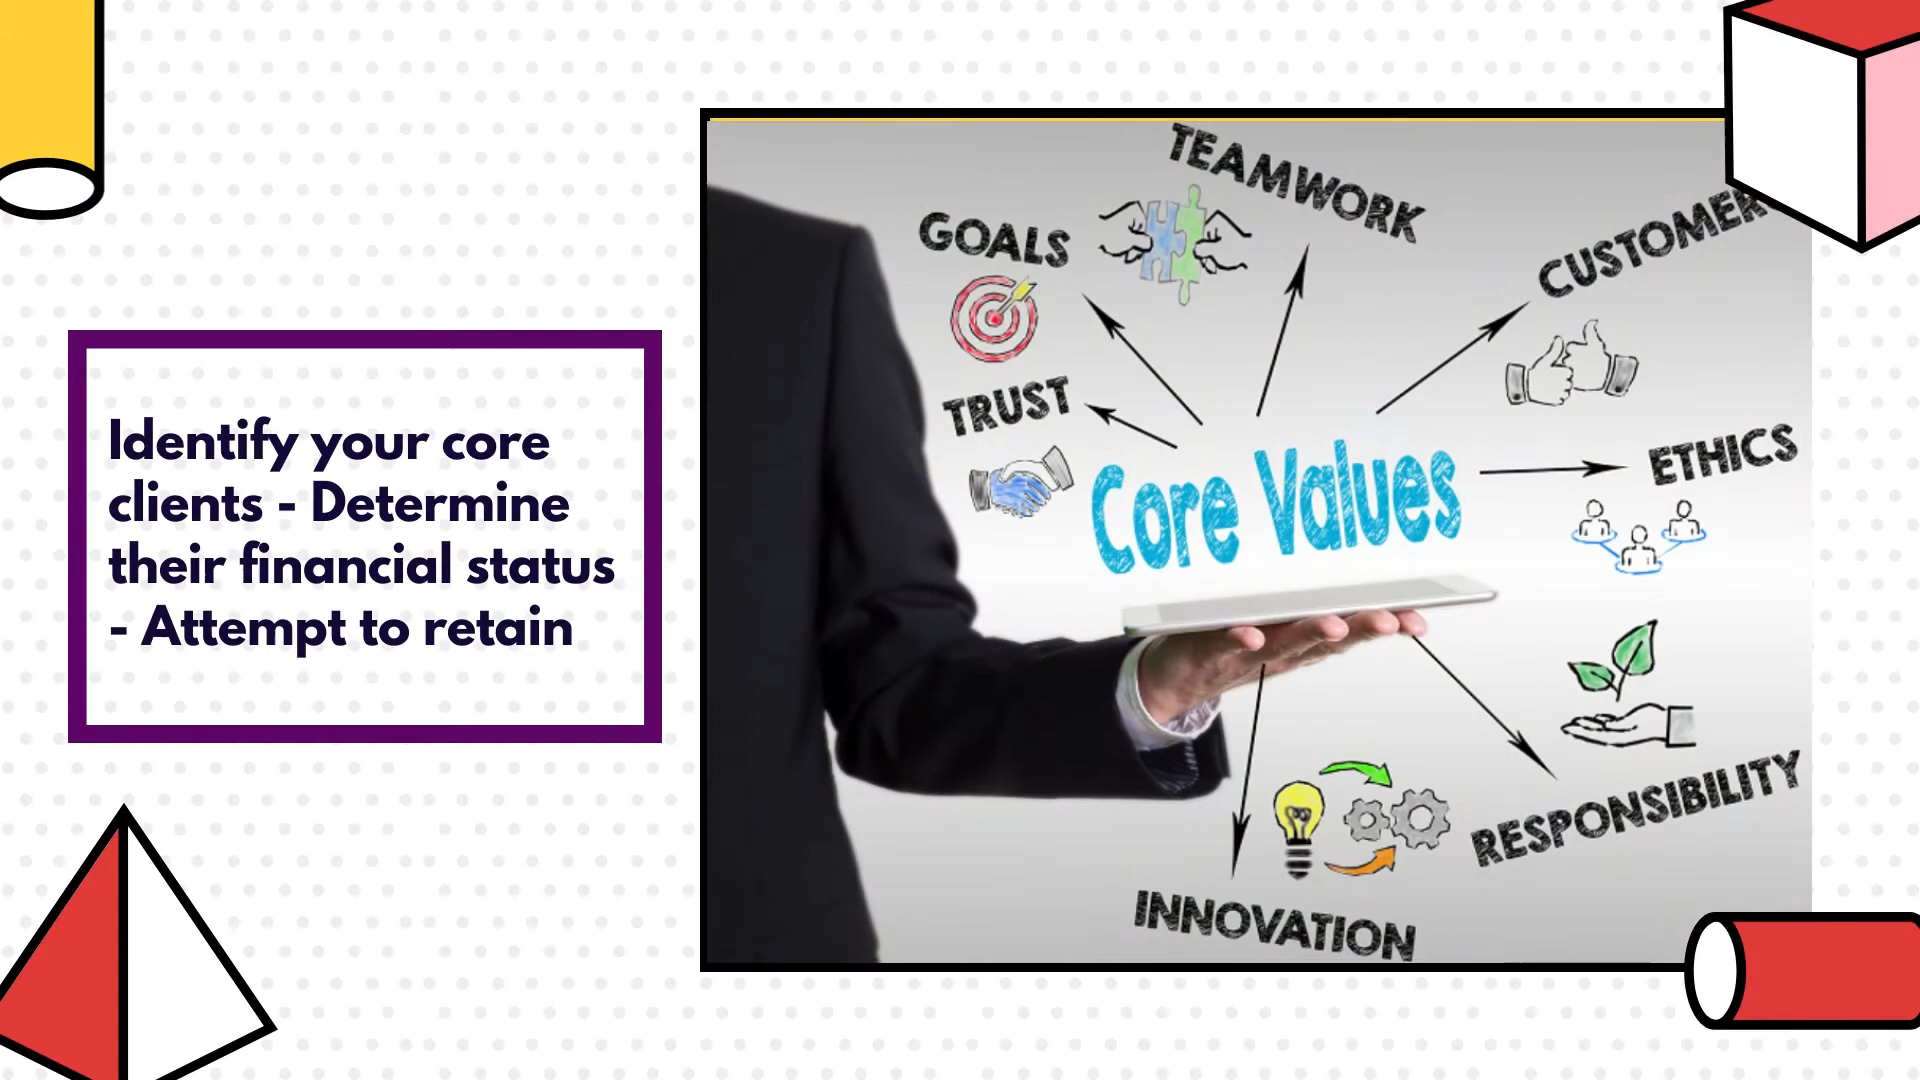 Identify your core
clients - Determine
their financial status
- Attempt to retain
TEAMWORK
GOALS
CUSTOMER
TRUST
ETHICS
Core Values
RESPONSIBILITY
INNOVATION